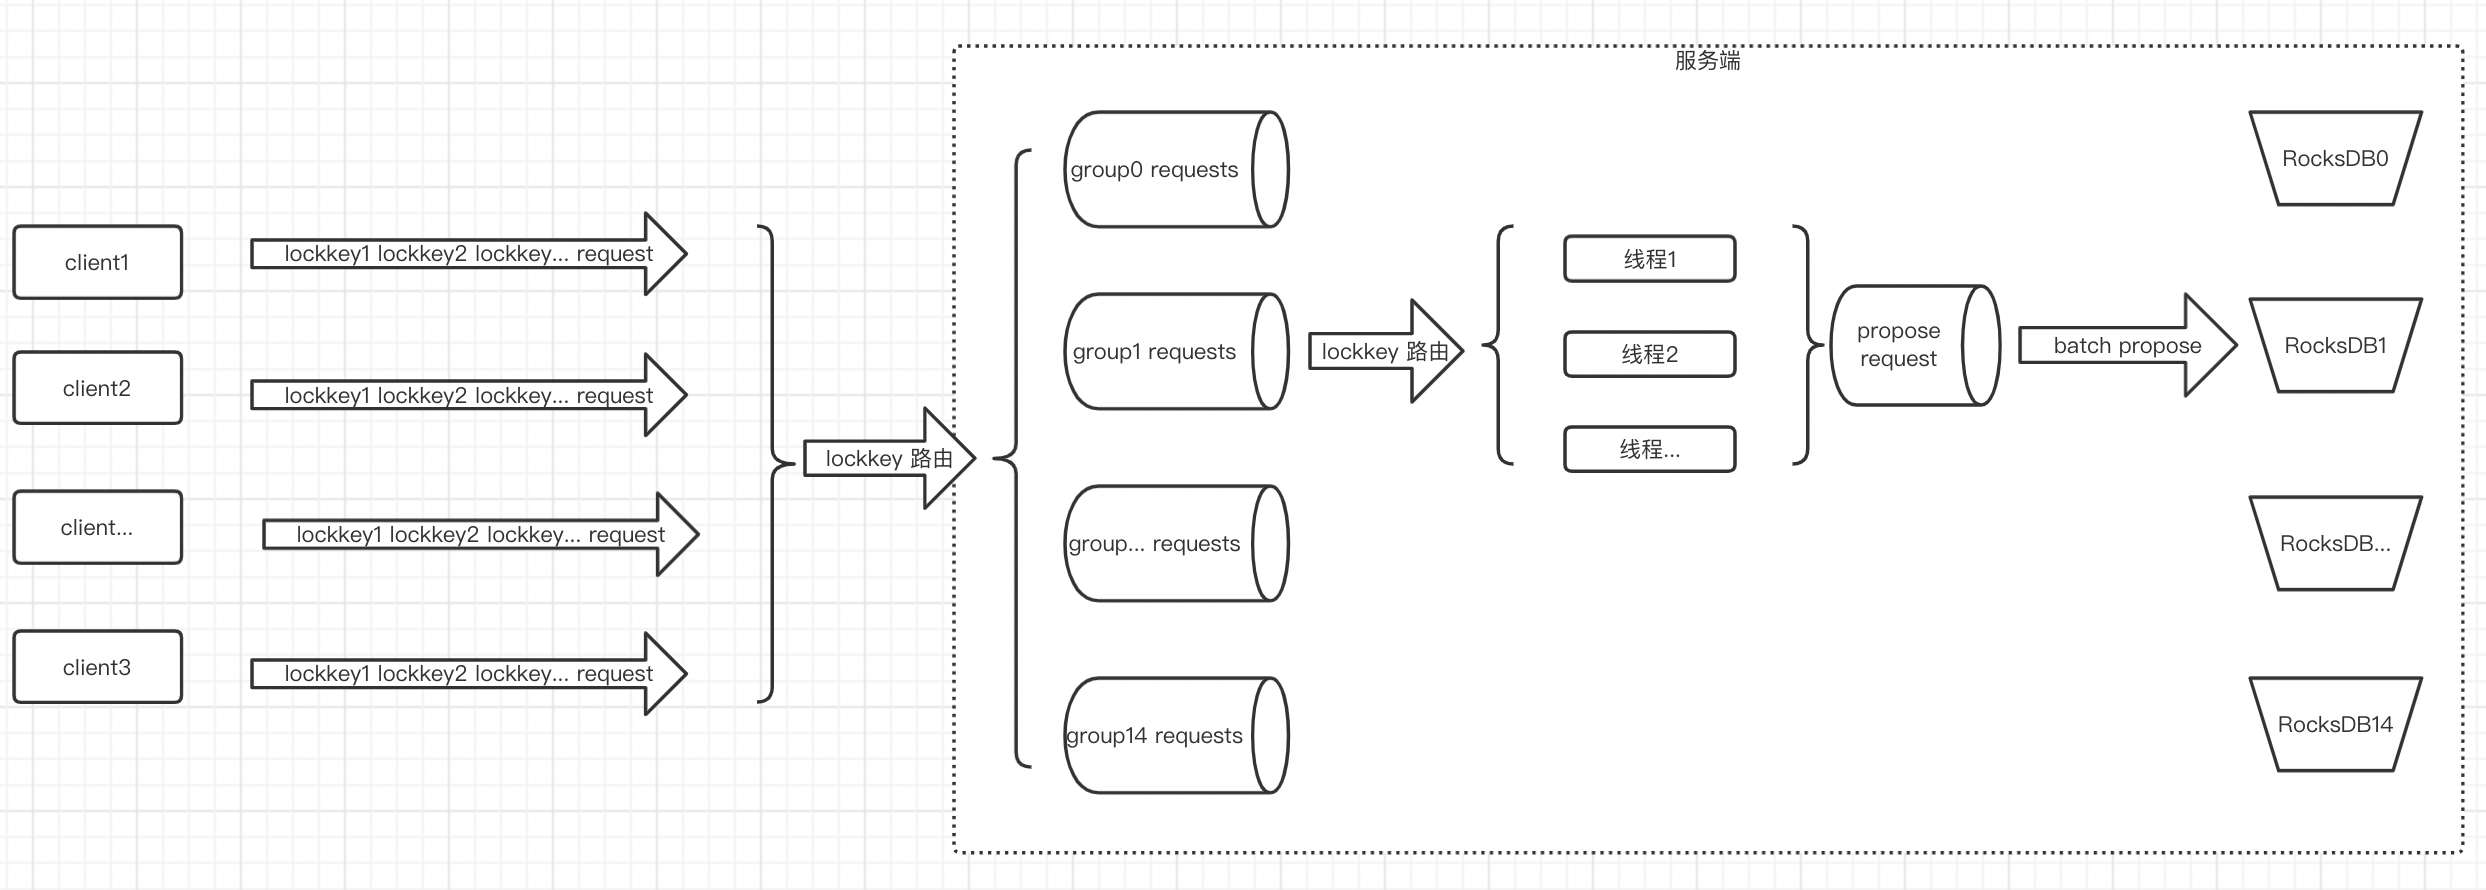 服务端
client1
lockkey1 lockkey2 lockkey... request
client2
lockkey1 lockkey2 lockkey... request
client...
lockkey1 lockkey2 lockkey... request
client3
lockkey1 lockkey2 lockkey... request
lockkey 路由
group0 requests
group1 requests
group... requests
group14 requests
lockkey 路由
线程1
线程2
线程...
propose
request
batch propose
RocksDB0
RocksDB1
RocksDB...
RocksDB14